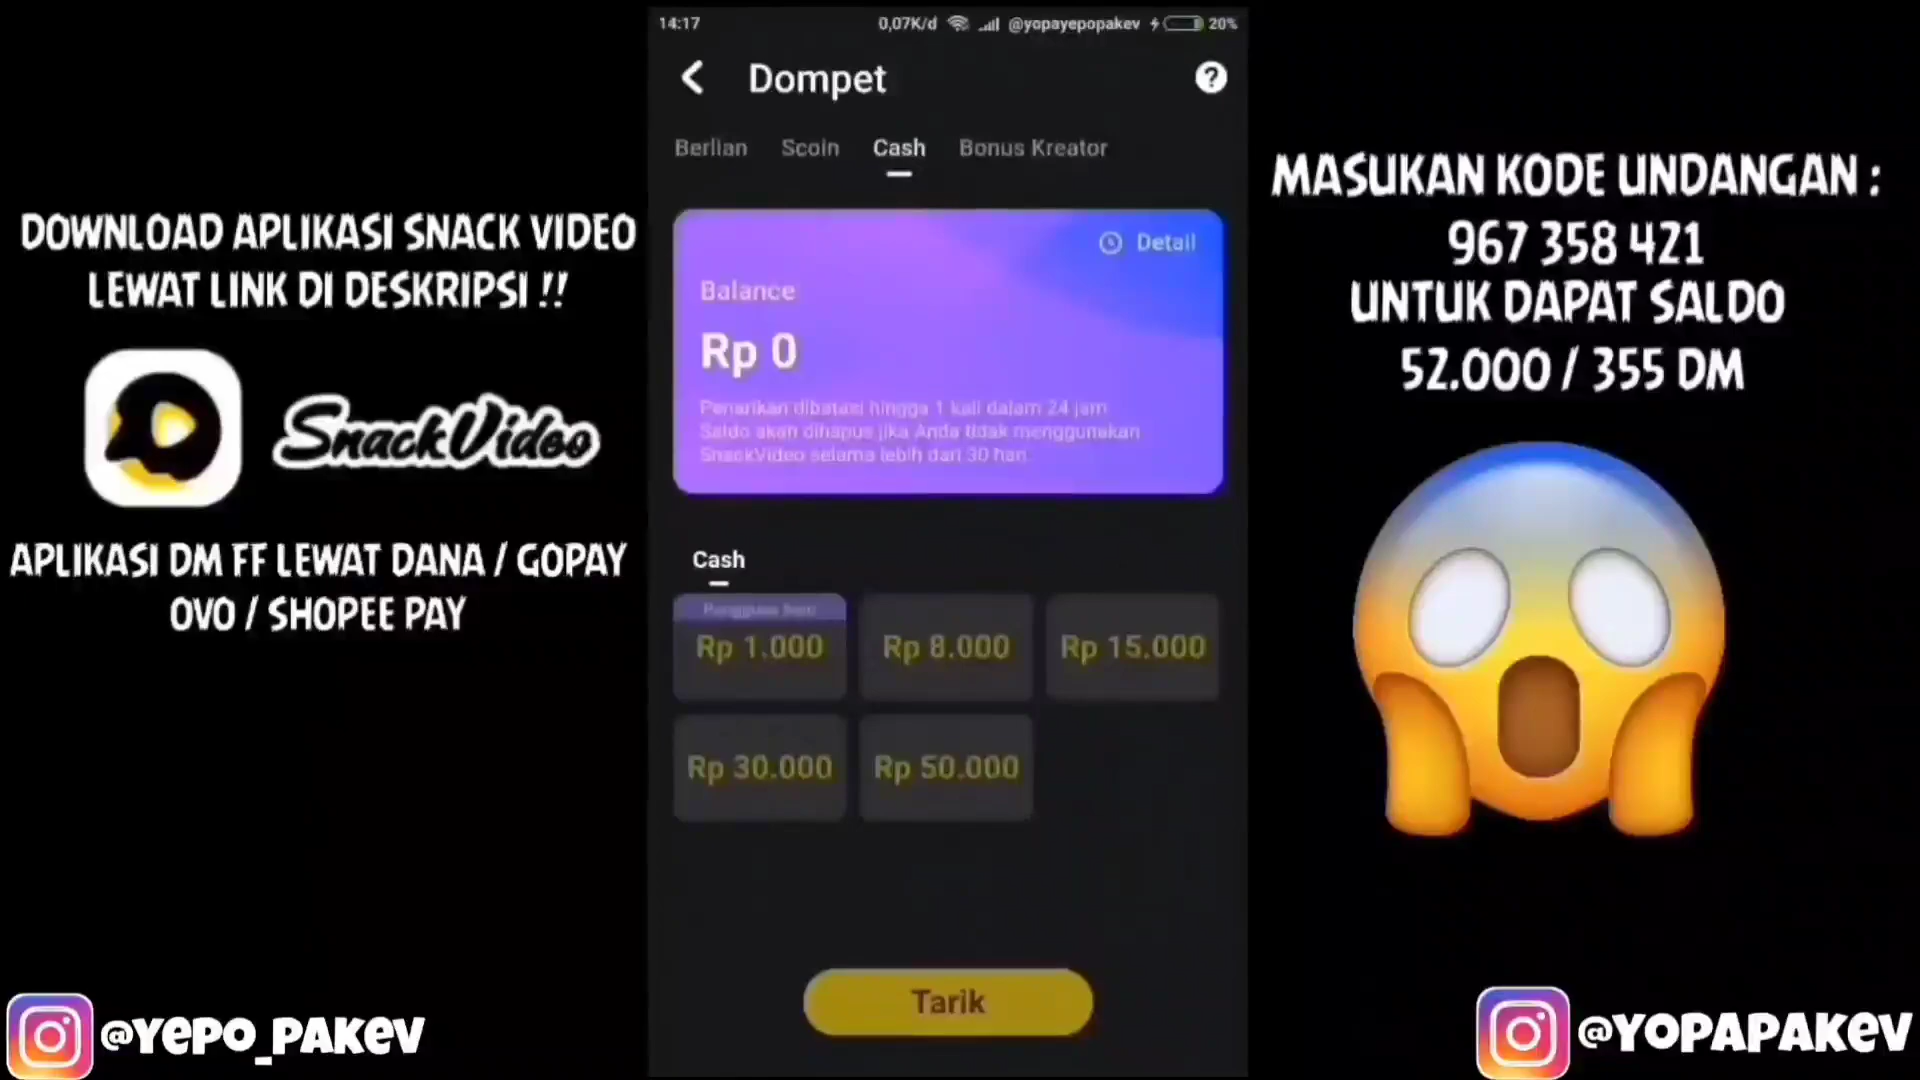 14:17
0,07K/d
@yopayepopakev
20%
Dompet
?
Berlian
Scoin
Cash
Bonus Kreator
Detail
Balance
Rp 0
Penarikan dibatasi hingga 1 kali dalam 24 jam
Saldo akan dihapus jika Anda tidak menggunakan
SnackVideo selama lebih dari 30 hari
Cash
Rp 1.000
Rp 8.000
Rp 15.000
Rp 30.000
Rp 50.000
Tarik
DOWNLOAD APLIKASI SNACK VIDEO
LEWAT LINK DI DESKRIPSI !!
SnackVideo
APLIKASI DM FF LEWAT DANA / GOPAY
OVO / SHOPEE PAY
@YEPO_PAKEV
MASUKAN KODE UNDANGAN :
967 358 421
UNTUK DAPAT SALDO
52.000 / 355 DM
@YOPAPAKEV